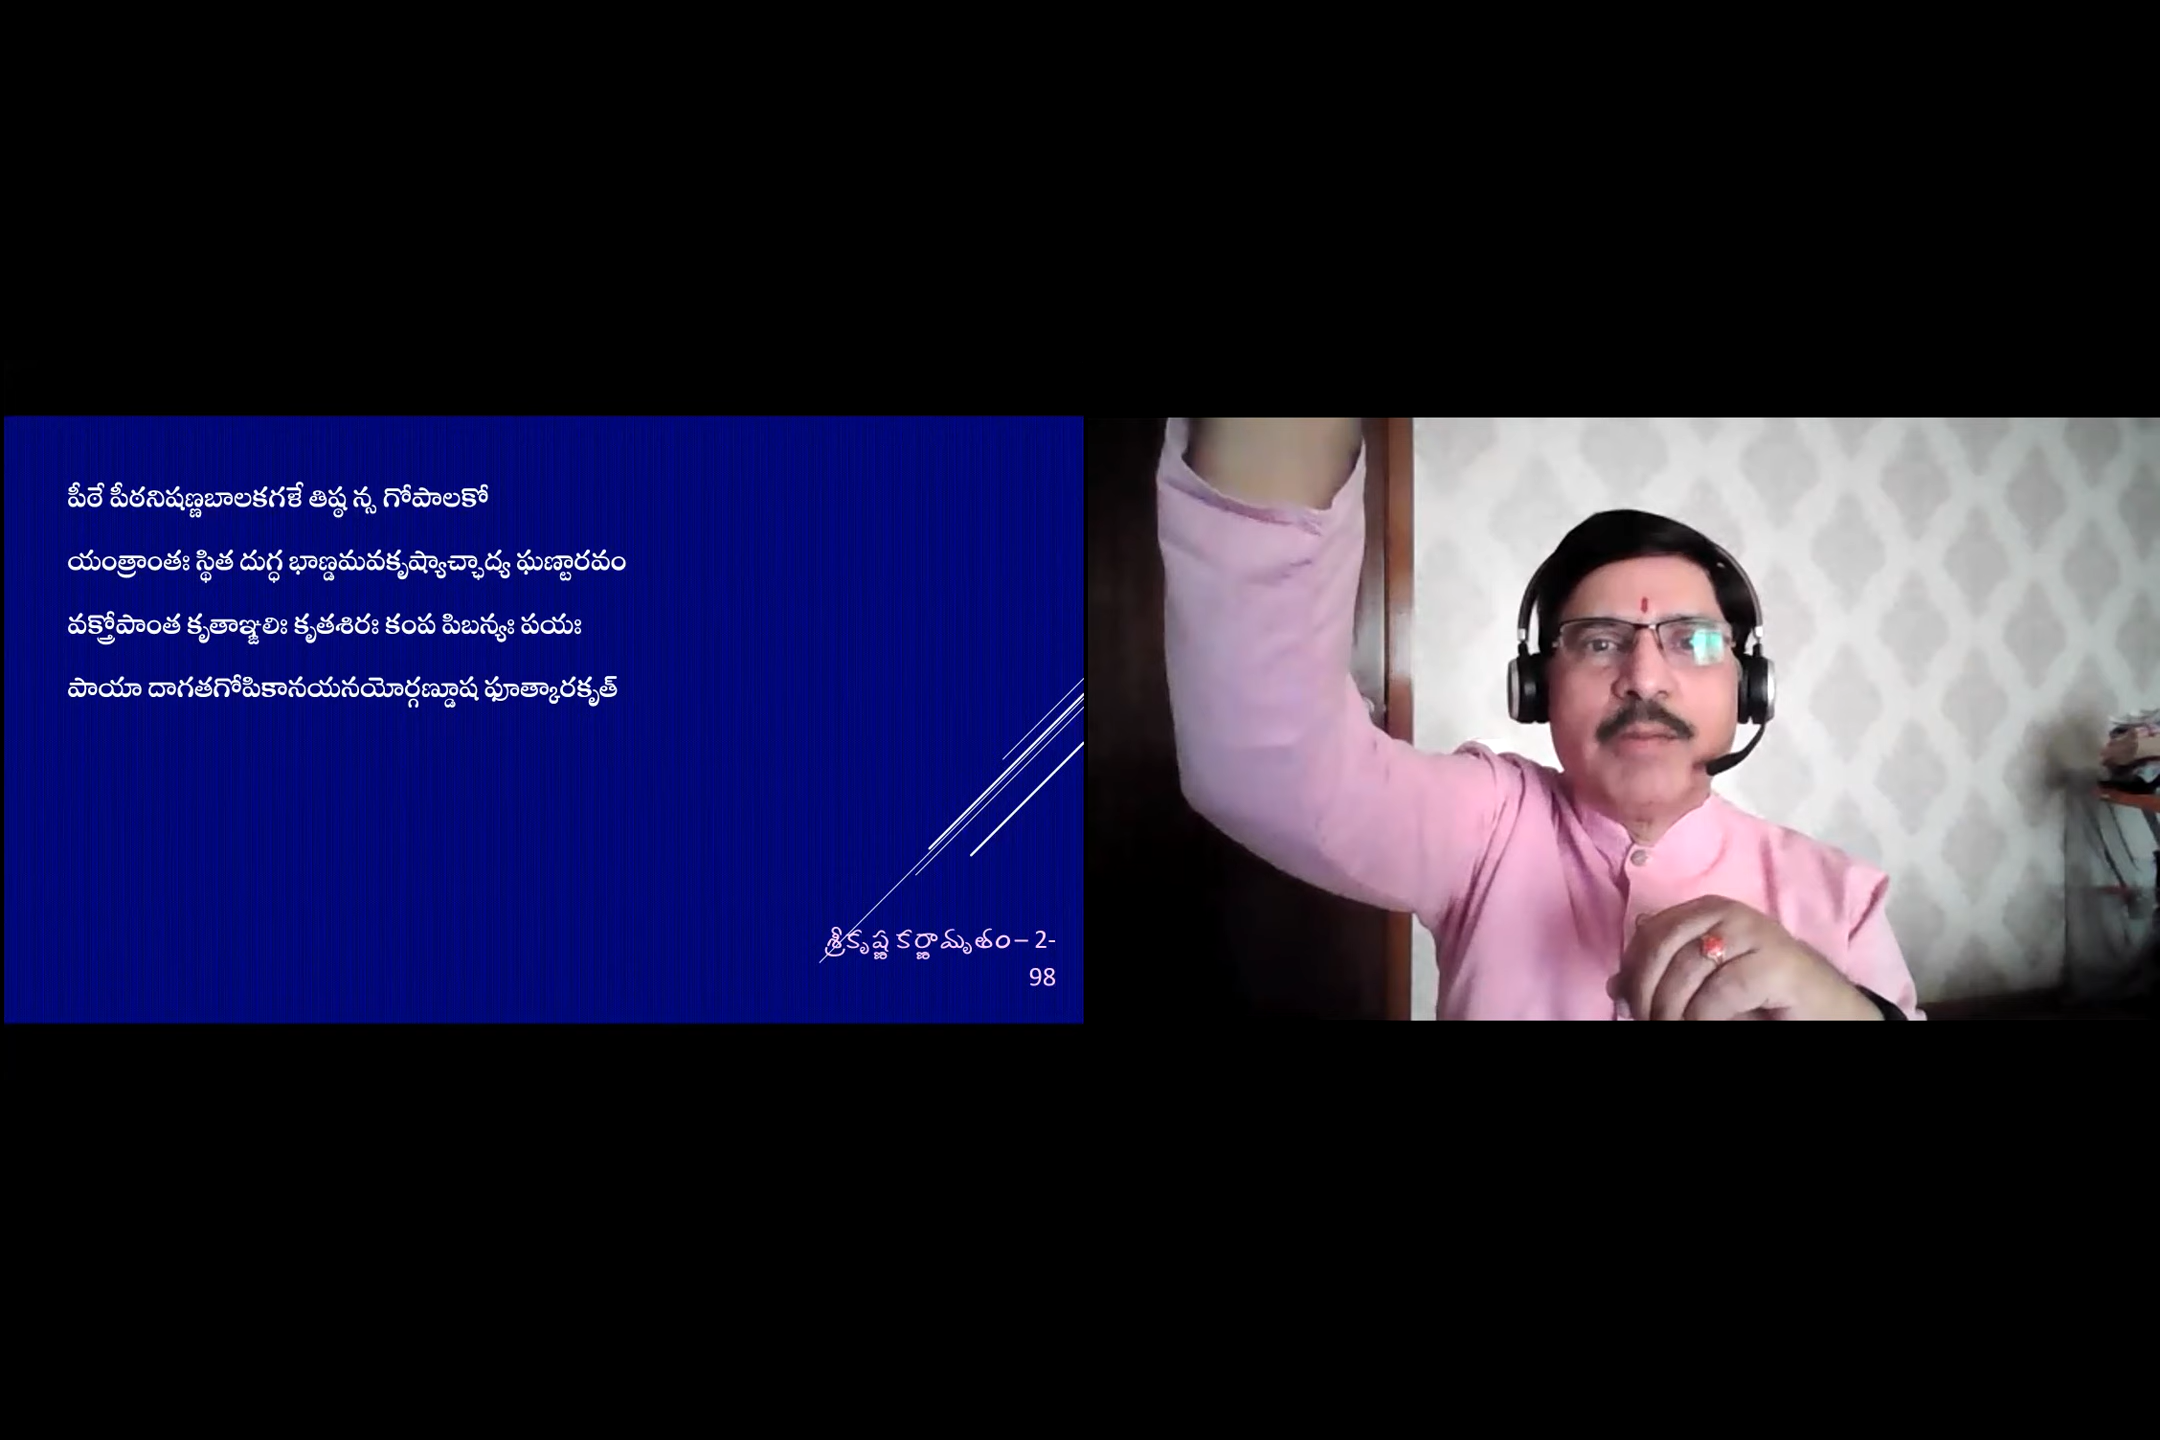 పీఠే పీఠనిషణ్ణబాలకగళే తిష్ఠ న్స గోపాలకో
యంత్రాంతః స్థిత దుగ్ధ భాణ్డమవకృష్యాచ్ఛాద్య ఘణ్టారవం
వక్త్రోపాంత కృతాఞ్జలిః కృతశిరః కంప పిబన్యః పయః
పాయా దాగతగోపికానయనయోర్గణ్డూష ఫూత్కారకృత్
శ్రీకృష్ణ కర్ణామృతం – 2-
98